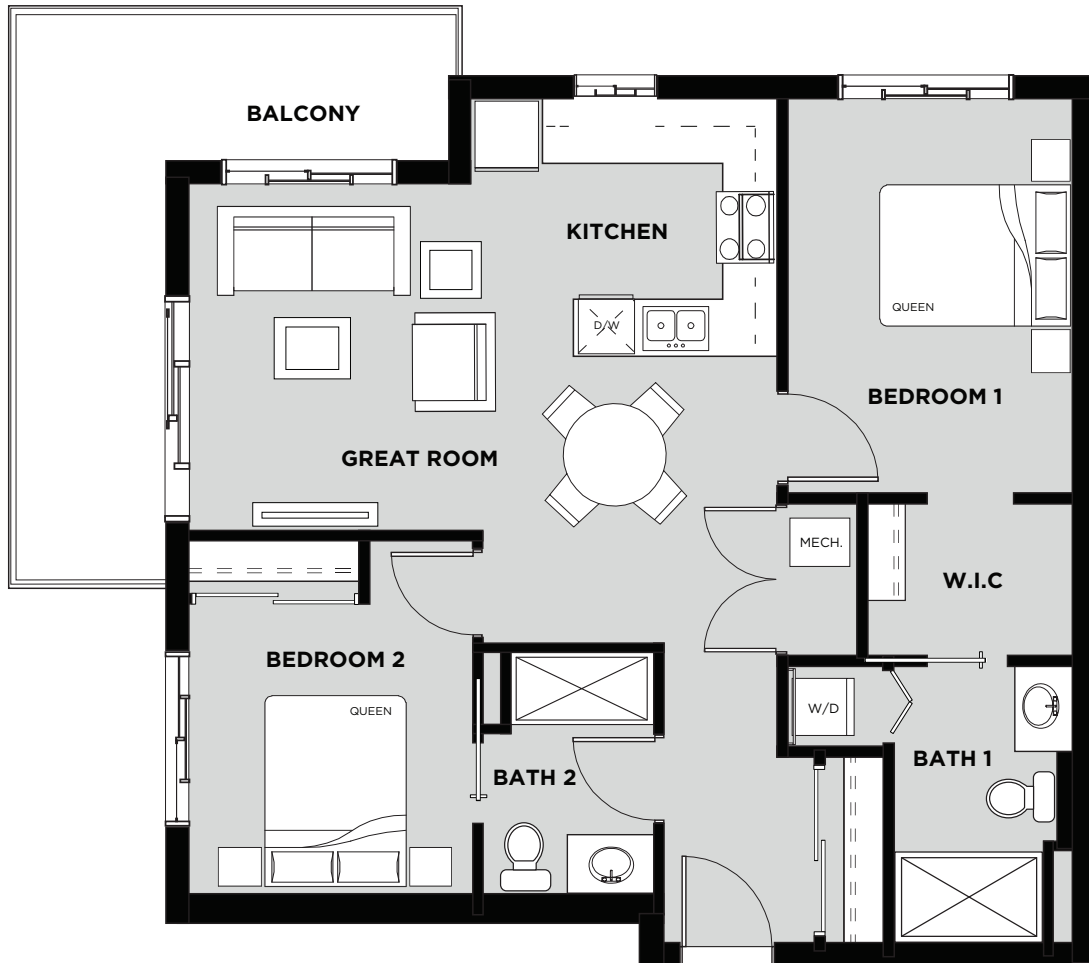 BALCONY
KITCHEN
D/W
QUEEN
BEDROOM 1
GREAT ROOM
MECH.
W.I.C
BEDROOM 2
QUEEN
W/D
BATH 1
BATH 2